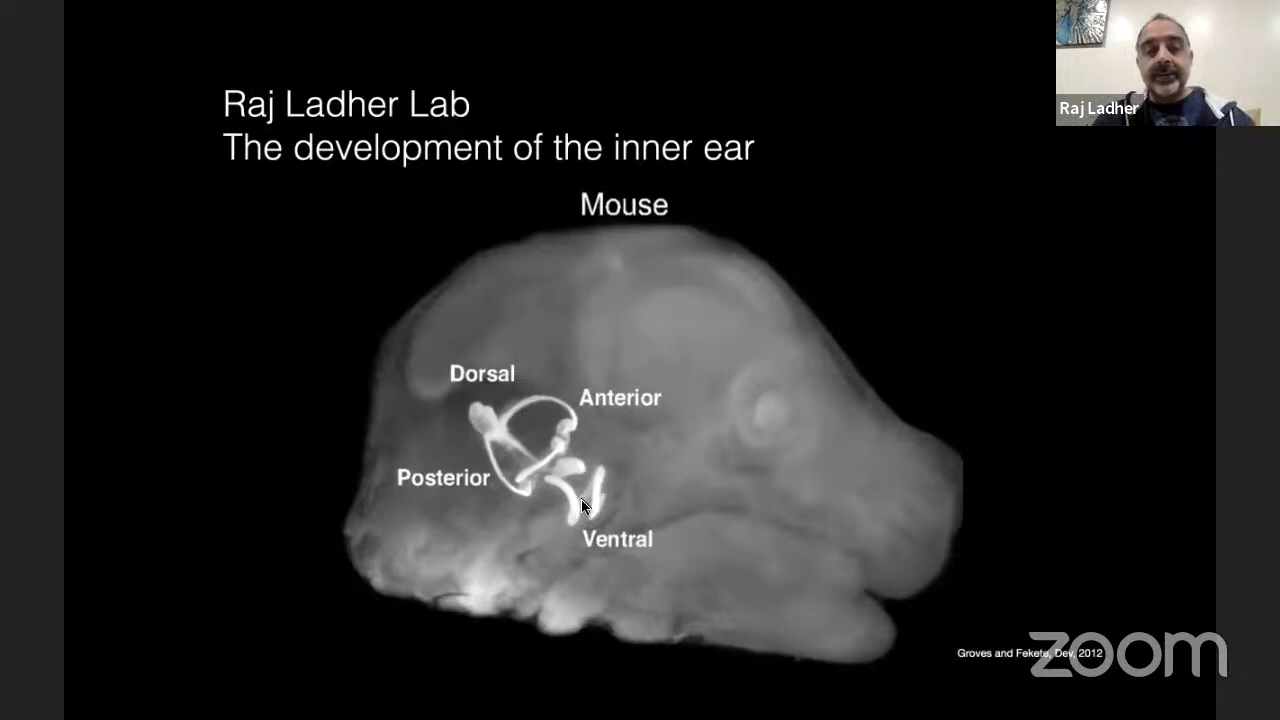 Raj Ladher Lab
The development of the inner ear
Raj Ladher
Mouse
Dorsal
Anterior
Posterior
Ventral
Groves and Fekete, Dev, 2012
zoom